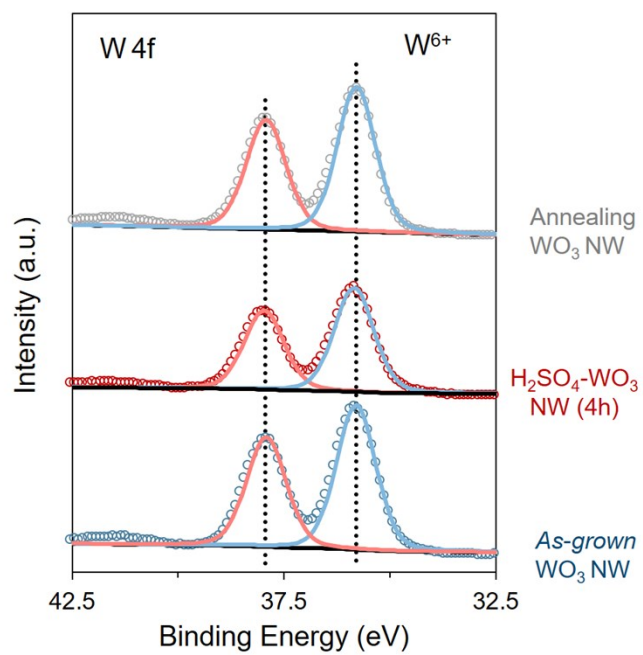 W 4f
W⁶⁺
Intensity (a.u.)
Annealing
WO₃ NW
H₂SO₄-WO₃
NW (4h)
As-grown
WO₃ NW
42.5
37.5
32.5
Binding Energy (eV)